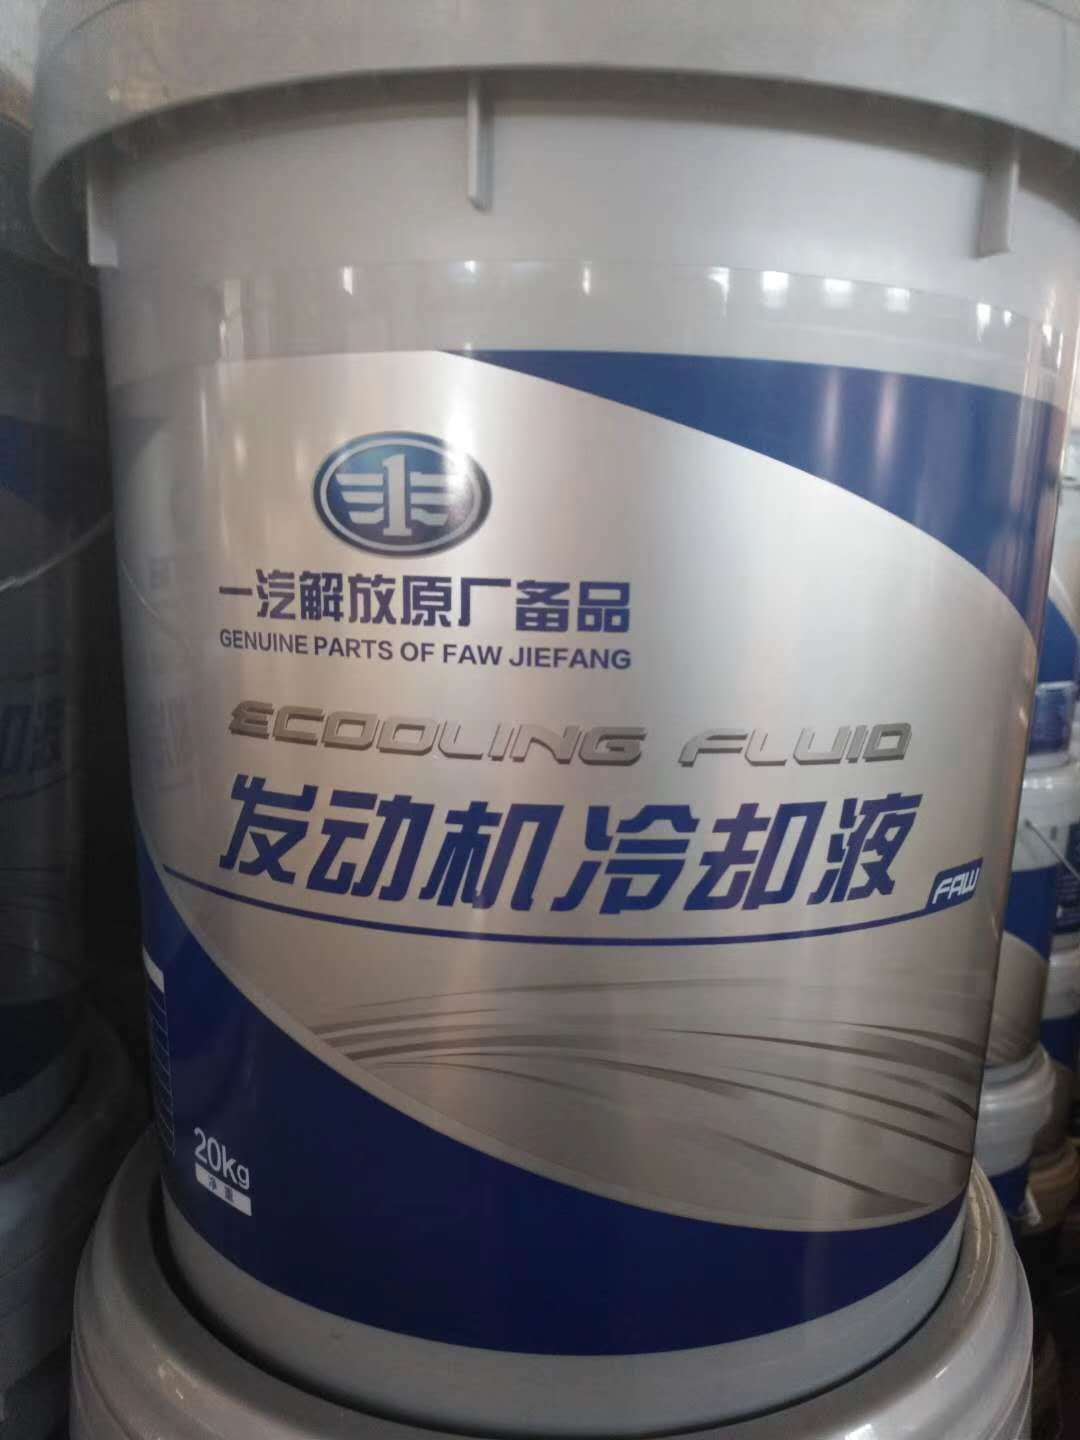 1
一汽解放原厂备品
GENUINE PARTS OF FAW JIEFANG
ECOOLING FLUID
发动机冷却液
FAW
20kg
净重